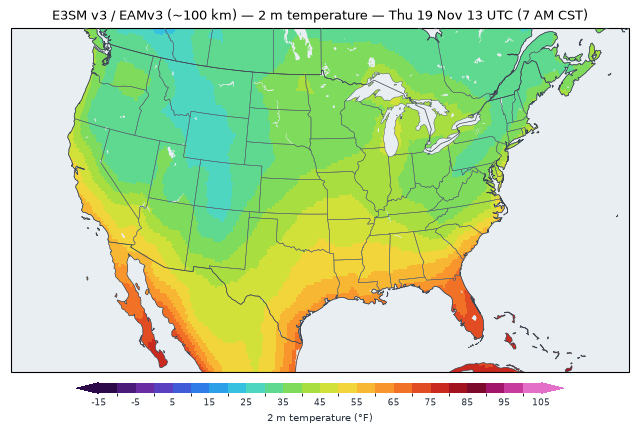 E3SM v3 / EAMv3 (~100 km) — 2 m temperature — Thu 19 Nov 13 UTC (7 AM CST)
-15 -5 5 15 25 35 45 55 65 75 85 95 105
2 m temperature (°F)